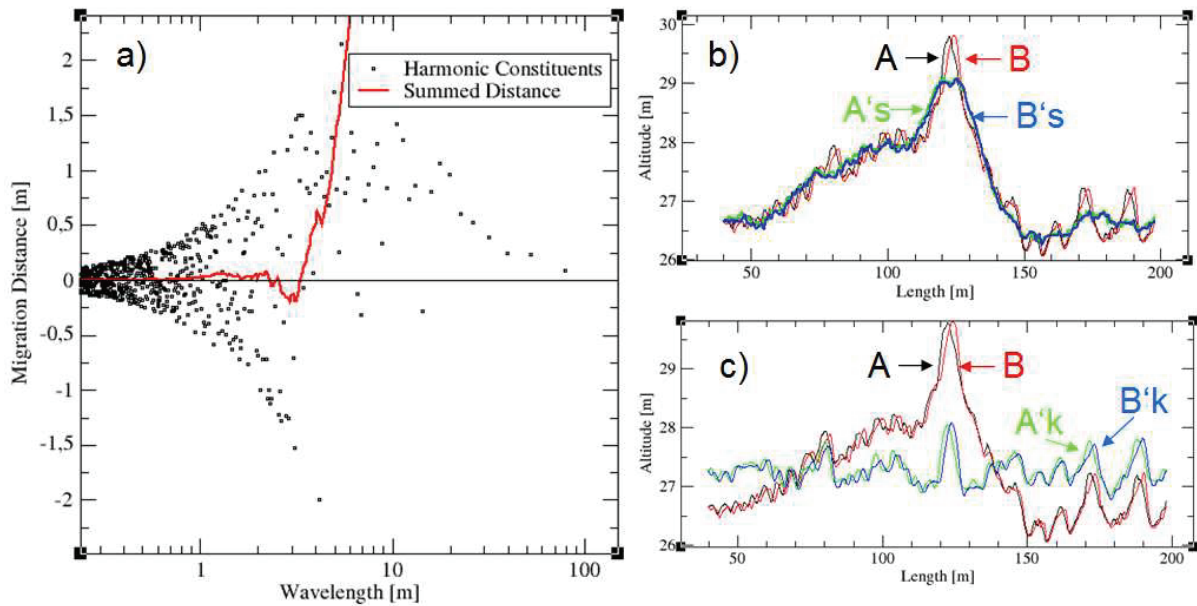 a)
Harmonic Constituents
Summed Distance
2
1.5
1
0.5
0
-0.5
-1
-1.5
-2
Migration Distance [m]
1
10
100
Wavelength [m]
b)
A
B
A's
B's
30
29
28
27
26
Altitude [m]
50
100
150
200
Length [m]
c)
A
B
A'k
B'k
29
28
27
26
Altitude [m]
50
100
150
200
Length [m]